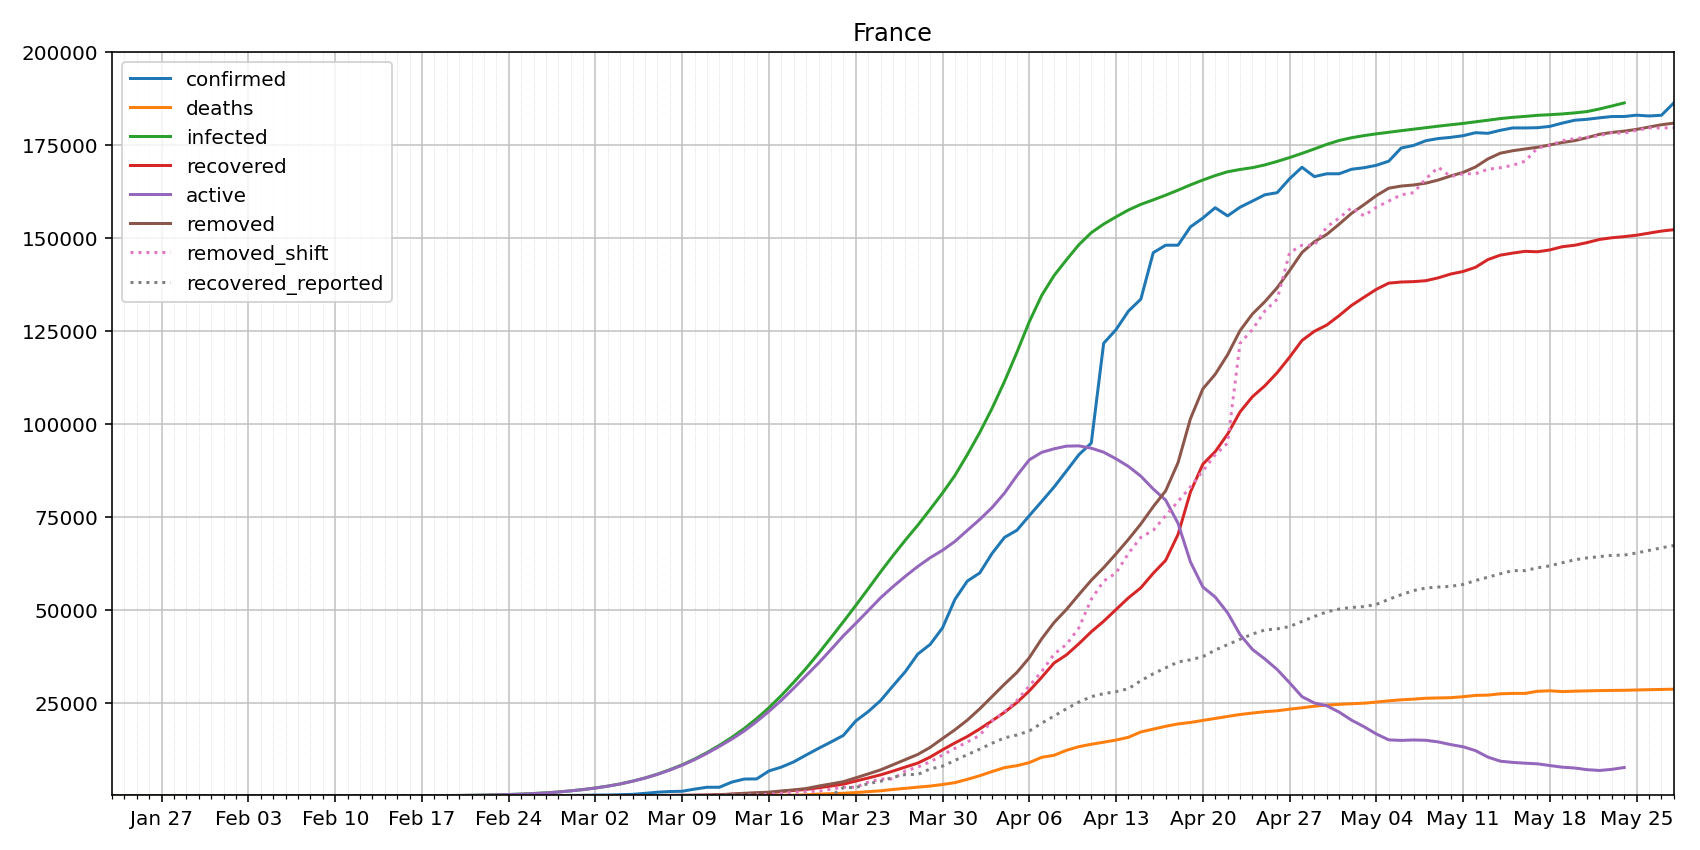 France
200000
175000
150000
125000
100000
75000
50000
25000
confirmed
deaths
infected
recovered
active
removed
removed_shift
recovered_reported
Jan 27 Feb 03 Feb 10 Feb 17 Feb 24 Mar 02 Mar 09 Mar 16 Mar 23 Mar 30 Apr 06 Apr 13 Apr 20 Apr 27 May 04 May 11 May 18 May 25